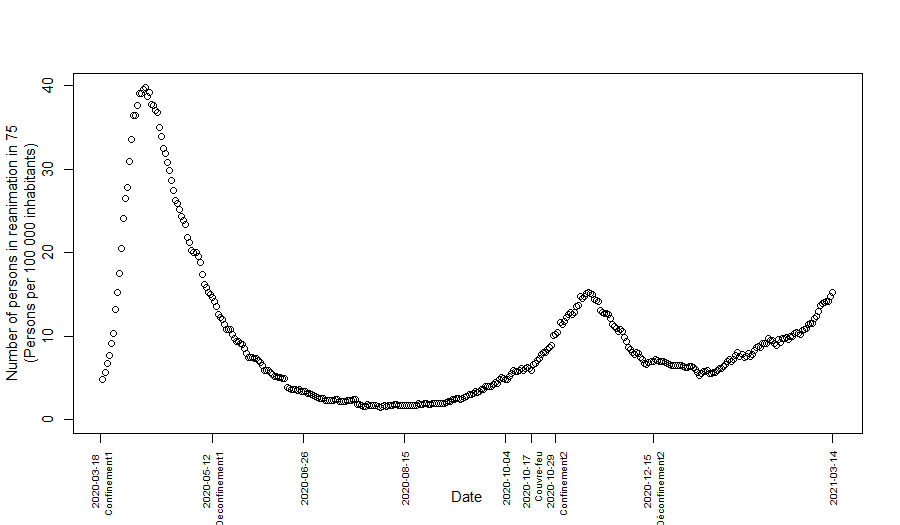 Number of persons in reanimation in 75
(Persons per 100 000 inhabitants)
40
30
20
10
0
2020-03-18
Confinement1
2020-05-12
Deconfinement1
2020-06-26
2020-08-15
2020-10-04
2020-10-17
Couvre-feu
2020-10-29
Confinement2
2020-12-15
Déconfinement2
2021-03-14
Date